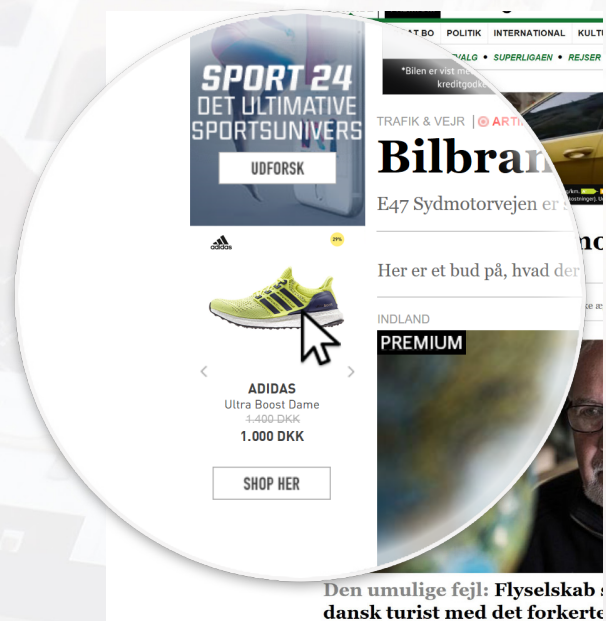 BO POLITIK INTERNATIONAL
SUPERLIGAEN • REJSER
*Bilen er vist
SPORT 24
DET ULTIMATIVE
SPORTSUNIVERS
UDFORSK
TRAFIK & VEJR
Bilbran
E47 Sydmotorvejen er
adidas
29%
Her er et bud på, hvad der
INDLAND
PREMIUM
ADIDAS
Ultra Boost Dame
1.400 DKK
1.000 DKK
SHOP HER
Den umulige fejl: Flyselskab
dansk turist med det forkerte